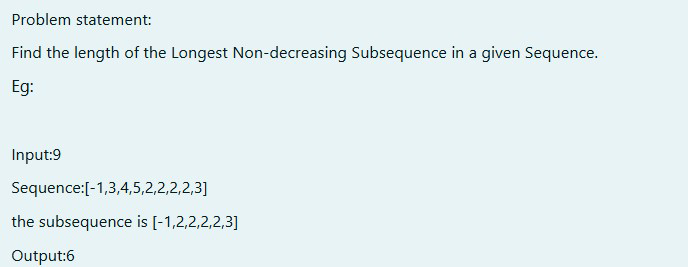 Problem statement:
Find the length of the Longest Non-decreasing Subsequence in a given Sequence.
Eg:
Input:9
Sequence:[-1,3,4,5,2,2,2,2,3]
the subsequence is [-1,2,2,2,2,3]
Output:6